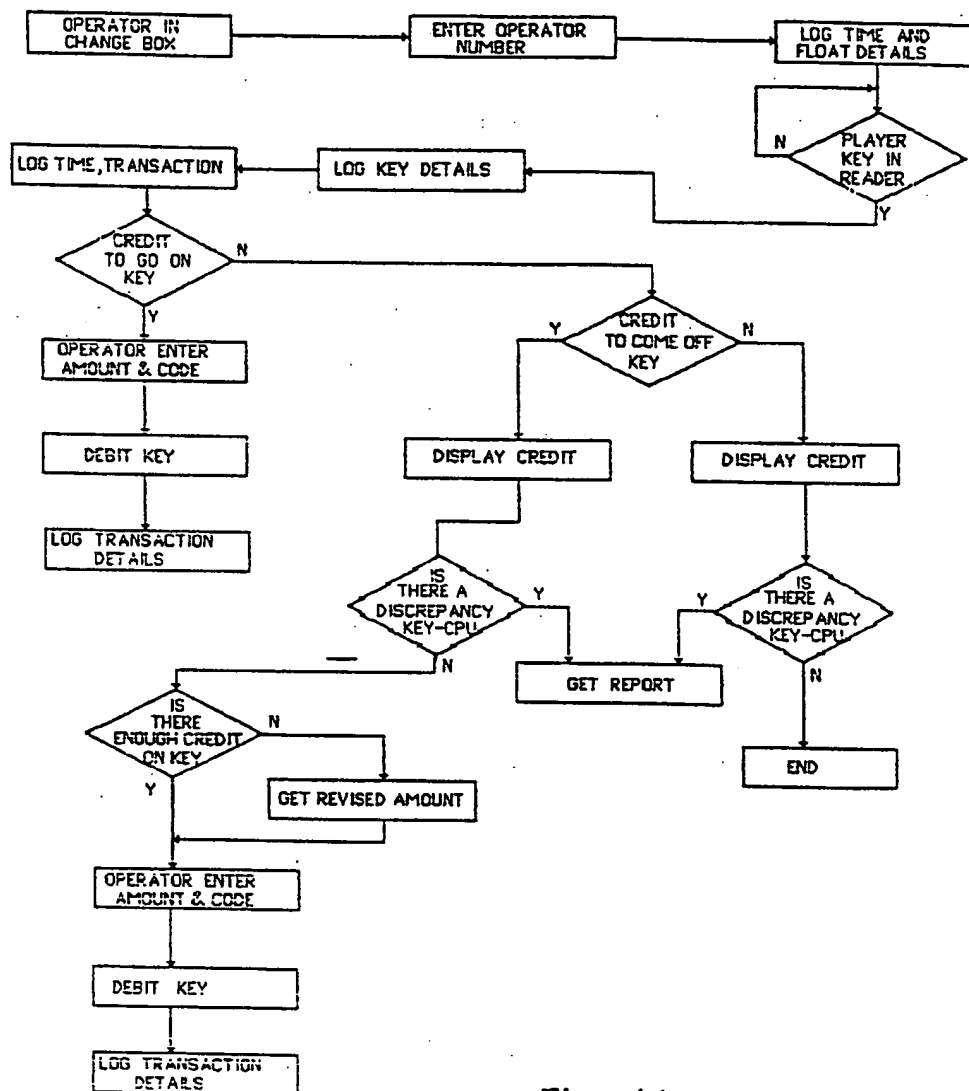 OPERATOR IN
CHANGE BOX
ENTER OPERATOR
NUMBER
LOG TIME AND
FLOAT DETAILS
PLAYER
KEY IN
READER
N
Y
LOG KEY DETAILS
LOG TIME, TRANSACTION
CREDIT
TO GO ON
KEY
N
Y
CREDIT
TO COME OFF
KEY
Y
N
OPERATOR ENTER
AMOUNT & CODE
DEBIT KEY
LOG TRANSACTION
DETAILS
DISPLAY CREDIT
DISPLAY CREDIT
IS
THERE A
DISCREPANCY
KEY-CPU
Y
N
IS
THERE A
DISCREPANCY
KEY-CPU
Y
N
GET REPORT
END
IS
THERE
ENOUGH CREDIT
ON KEY
N
Y
GET REVISED AMOUNT
OPERATOR ENTER
AMOUNT & CODE
DEBIT KEY
LOG TRANSACTION
DETAILS